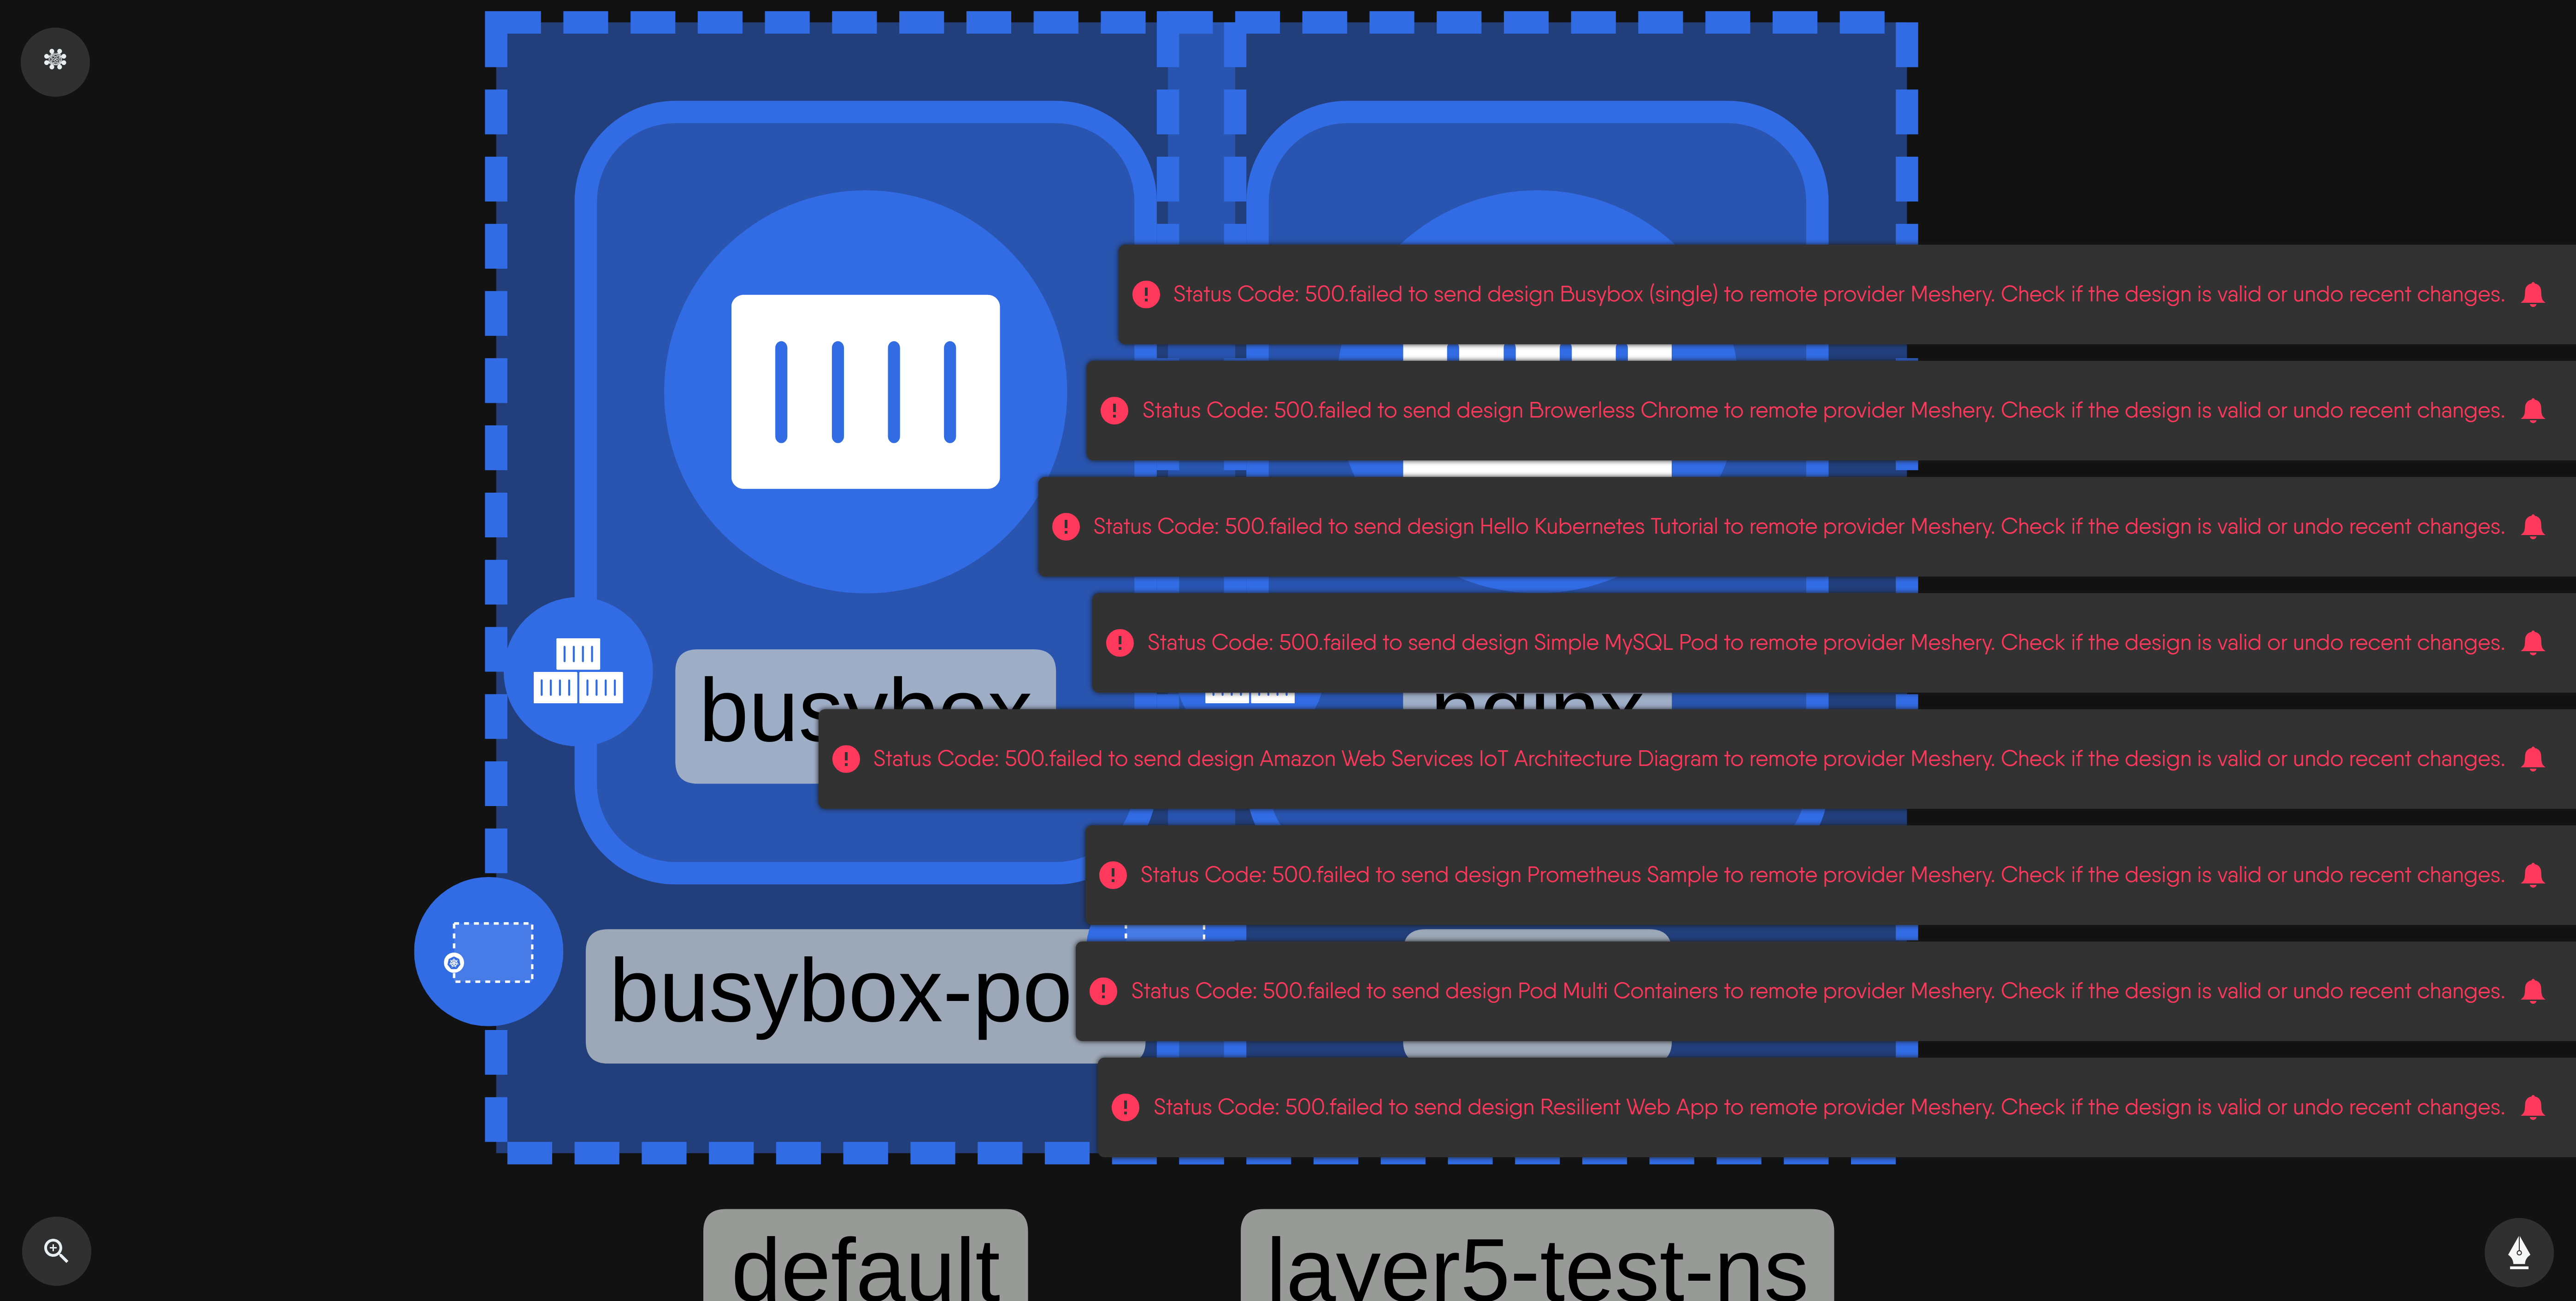 Status Code: 500.failed to send design Busybox (single) to remote provider Meshery. Check if the design is valid or undo recent changes.
Status Code: 500.failed to send design Browerless Chrome to remote provider Meshery. Check if the design is valid or undo recent changes.
Status Code: 500.failed to send design Hello Kubernetes Tutorial to remote provider Meshery. Check if the design is valid or undo recent changes.
Status Code: 500.failed to send design Simple MySQL Pod to remote provider Meshery. Check if the design is valid or undo recent changes.
busybox
nginx
Status Code: 500.failed to send design Amazon Web Services IoT Architecture Diagram to remote provider Meshery. Check if the design is valid or undo recent changes.
Status Code: 500.failed to send design Prometheus Sample to remote provider Meshery. Check if the design is valid or undo recent changes.
busybox-po
Status Code: 500.failed to send design Pod Multi Containers to remote provider Meshery. Check if the design is valid or undo recent changes.
Status Code: 500.failed to send design Resilient Web App to remote provider Meshery. Check if the design is valid or undo recent changes.
default
layer5-test-ns